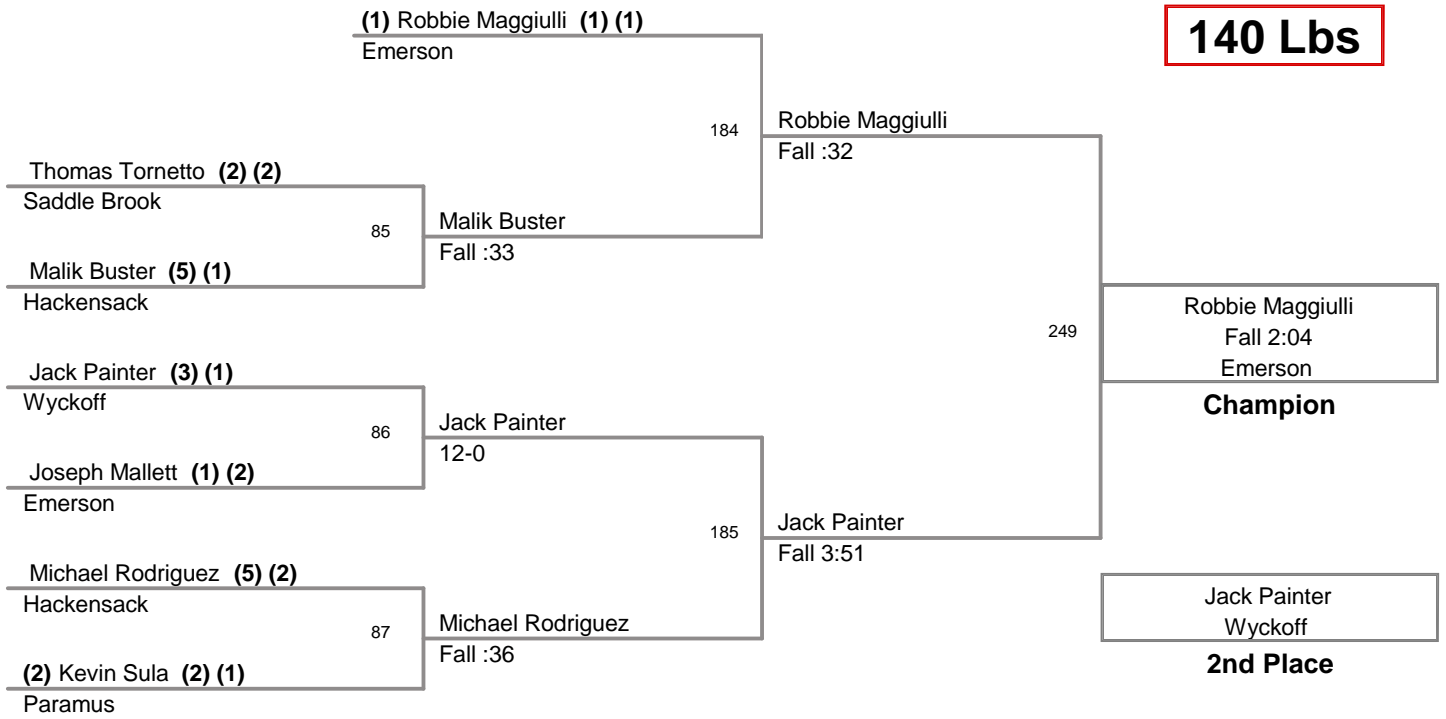 (1) Robbie Maggiulli (1) (1)
Emerson
140 Lbs
184
Robbie Maggiulli
Fall :32
Thomas Tornetto (2) (2)
Saddle Brook
85
Malik Buster
Fall :33
Malik Buster (5) (1)
Hackensack
249
Robbie Maggiulli
Fall 2:04
Emerson
Champion
Jack Painter (3) (1)
Wyckoff
86
Jack Painter
12-0
Joseph Mallett (1) (2)
Emerson
185
Jack Painter
Fall 3:51
Michael Rodriguez (5) (2)
Hackensack
87
Michael Rodriguez
Fall :36
(2) Kevin Sula (2) (1)
Paramus
Jack Painter
Wyckoff
2nd Place